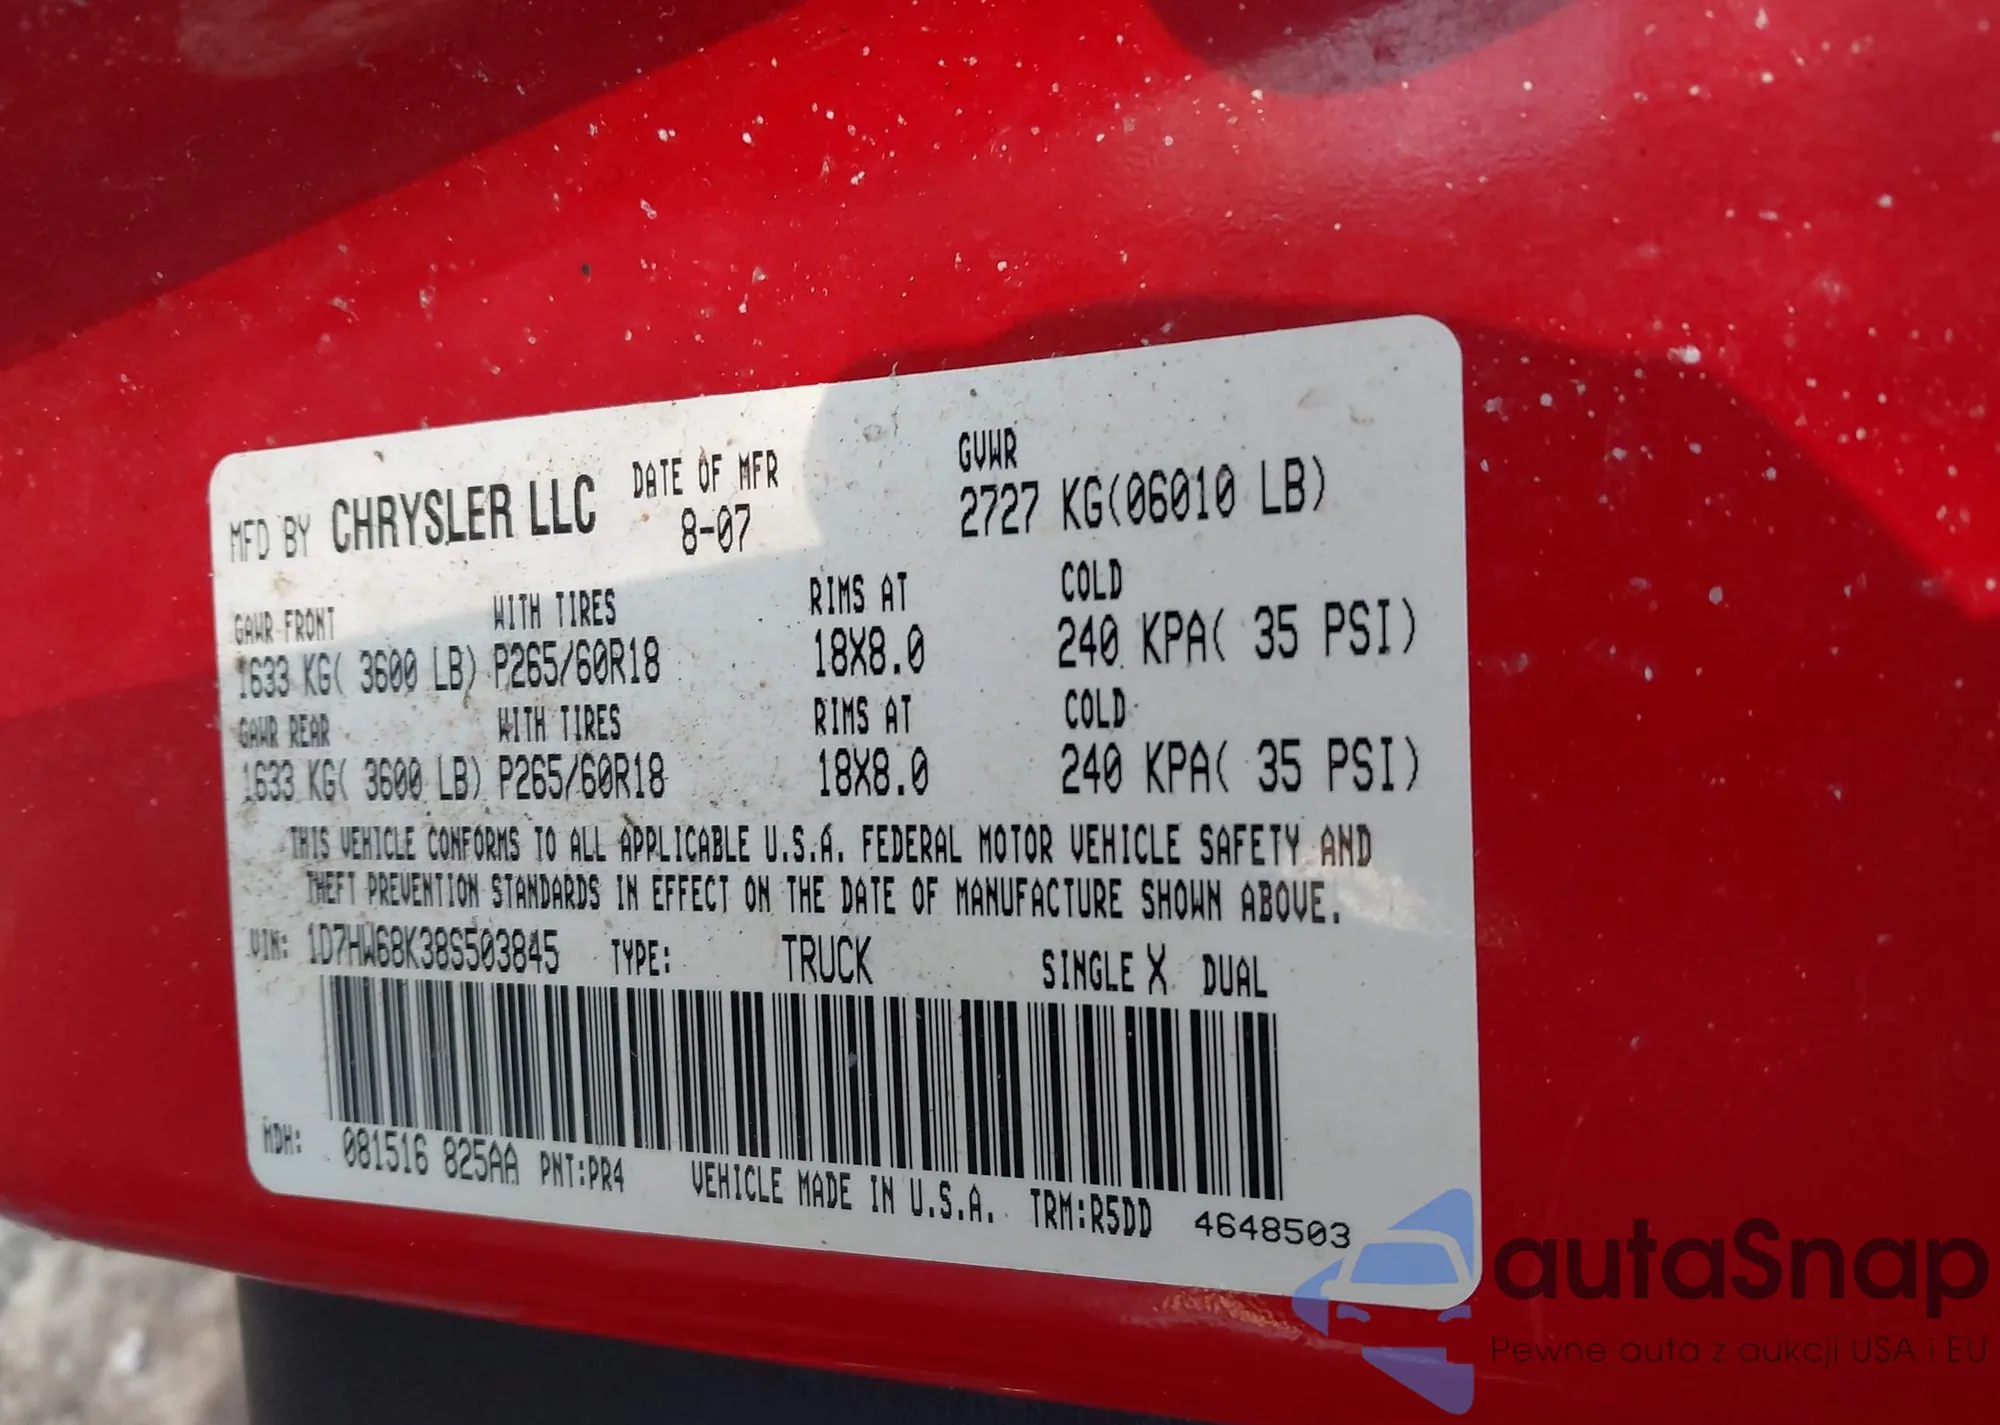 MFD BY CHRYSLER LLC DATE OF MFR 8-07 GVWR 2727 KG(06010 LB)
GAWR FRONT WITH TIRES RIMS AT COLD
1633 KG( 3600 LB) P265/60R18 18X8.0 240 KPA( 35 PSI)
GAWR REAR WITH TIRES RIMS AT COLD
1633 KG( 3600 LB) P265/60R18 18X8.0 240 KPA( 35 PSI)
THIS VEHICLE CONFORMS TO ALL APPLICABLE U.S.A. FEDERAL MOTOR VEHICLE SAFETY AND
THEFT PREVENTION STANDARDS IN EFFECT ON THE DATE OF MANUFACTURE SHOWN ABOVE.
VIN: 1D7HW68K38S503845 TYPE: TRUCK SINGLE X DUAL
MDH: 081516 825AA PNT:PR4 VEHICLE MADE IN U.S.A. TRM:R5DD 4648503
autaSnap
Pewne auta z aukcji USA i EU